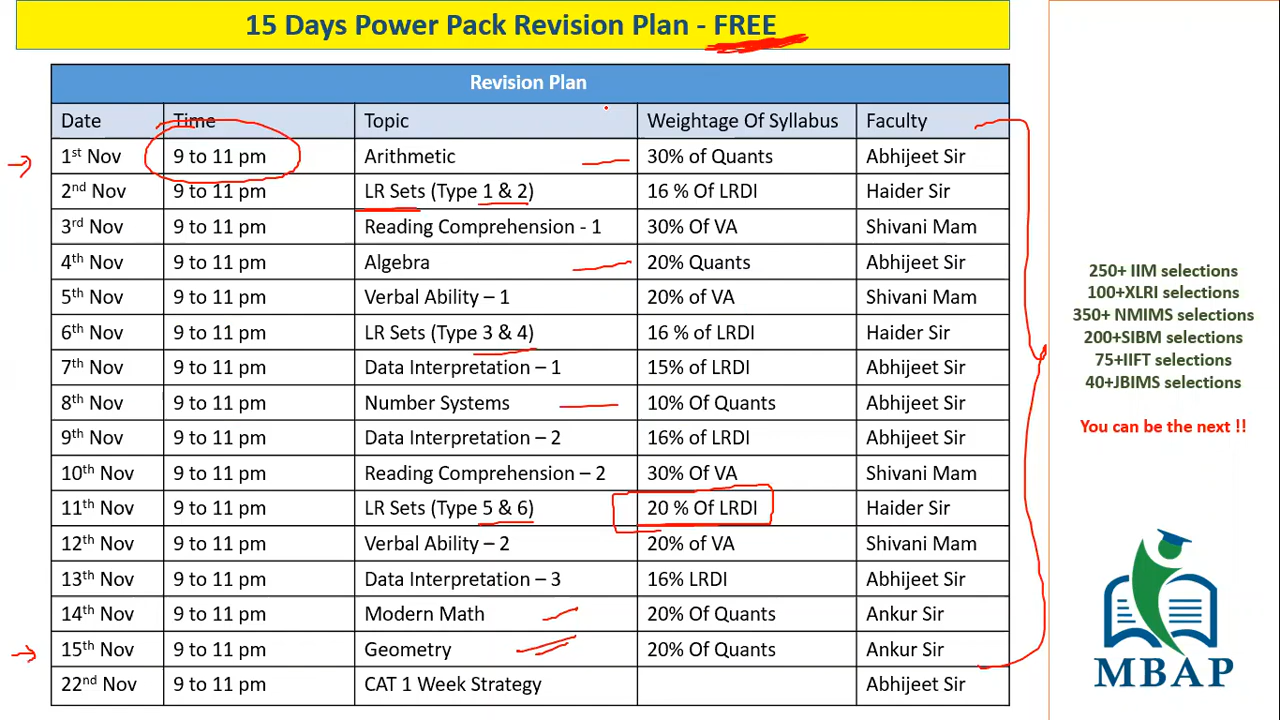 15 Days Power Pack Revision Plan - FREE
Revision Plan
Date Time Topic Weightage Of Syllabus Faculty
1st Nov 9 to 11 pm Arithmetic 30% of Quants Abhijeet Sir
2nd Nov 9 to 11 pm LR Sets (Type 1 & 2) 16 % Of LRDI Haider Sir
3rd Nov 9 to 11 pm Reading Comprehension - 1 30% Of VA Shivani Mam
4th Nov 9 to 11 pm Algebra 20% Quants Abhijeet Sir
5th Nov 9 to 11 pm Verbal Ability – 1 20% of VA Shivani Mam
6th Nov 9 to 11 pm LR Sets (Type 3 & 4) 16 % of LRDI Haider Sir
7th Nov 9 to 11 pm Data Interpretation – 1 15% of LRDI Abhijeet Sir
8th Nov 9 to 11 pm Number Systems 10% Of Quants Abhijeet Sir
9th Nov 9 to 11 pm Data Interpretation – 2 16% of LRDI Abhijeet Sir
10th Nov 9 to 11 pm Reading Comprehension – 2 30% Of VA Shivani Mam
11th Nov 9 to 11 pm LR Sets (Type 5 & 6) 20 % Of LRDI Haider Sir
12th Nov 9 to 11 pm Verbal Ability – 2 20% of VA Shivani Mam
13th Nov 9 to 11 pm Data Interpretation – 3 16% LRDI Abhijeet Sir
14th Nov 9 to 11 pm Modern Math 20% Of Quants Ankur Sir
15th Nov 9 to 11 pm Geometry 20% Of Quants Ankur Sir
22nd Nov 9 to 11 pm CAT 1 Week Strategy Abhijeet Sir
250+ IIM selections
100+XLRI selections
350+ NMIMS selections
200+SIBM selections
75+IIFT selections
40+JBIMS selections
You can be the next !!
MBAP